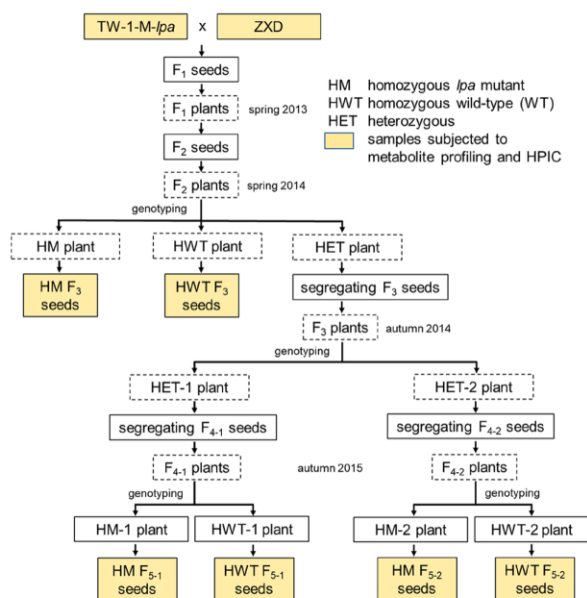 TW-1-M-lpa x ZXD
F1 seeds
F1 plants spring 2013
F2 seeds
F2 plants spring 2014
HM homozygous lpa mutant
HWT homozygous wild-type (WT)
HET heterozygous
samples subjected to
metabolite profiling and HPIC
genotyping
HM plant HWT plant HET plant
HM F3
seeds
HWT F3
seeds
segregating F3 seeds
F3 plants autumn 2014
genotyping
HET-1 plant HET-2 plant
segregating F4-1 seeds segregating F4-2 seeds
F4-1 plants autumn 2015 F4-2 plants
genotyping genotyping
HM-1 plant HWT-1 plant HM-2 plant HWT-2 plant
HM F5-1
seeds
HWT F5-1
seeds
HM F5-2
seeds
HWT F5-2
seeds